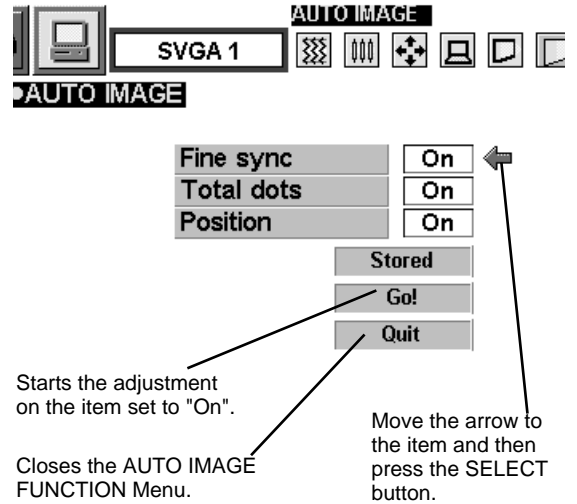 AUTO IMAGE
SVGA 1
●AUTO IMAGE
Fine sync On
Total dots On
Position On
Stored
Go!
Quit
Starts the adjustment
on the item set to "On".
Closes the AUTO IMAGE
FUNCTION Menu.
Move the arrow to
the item and then
press the SELECT
button.